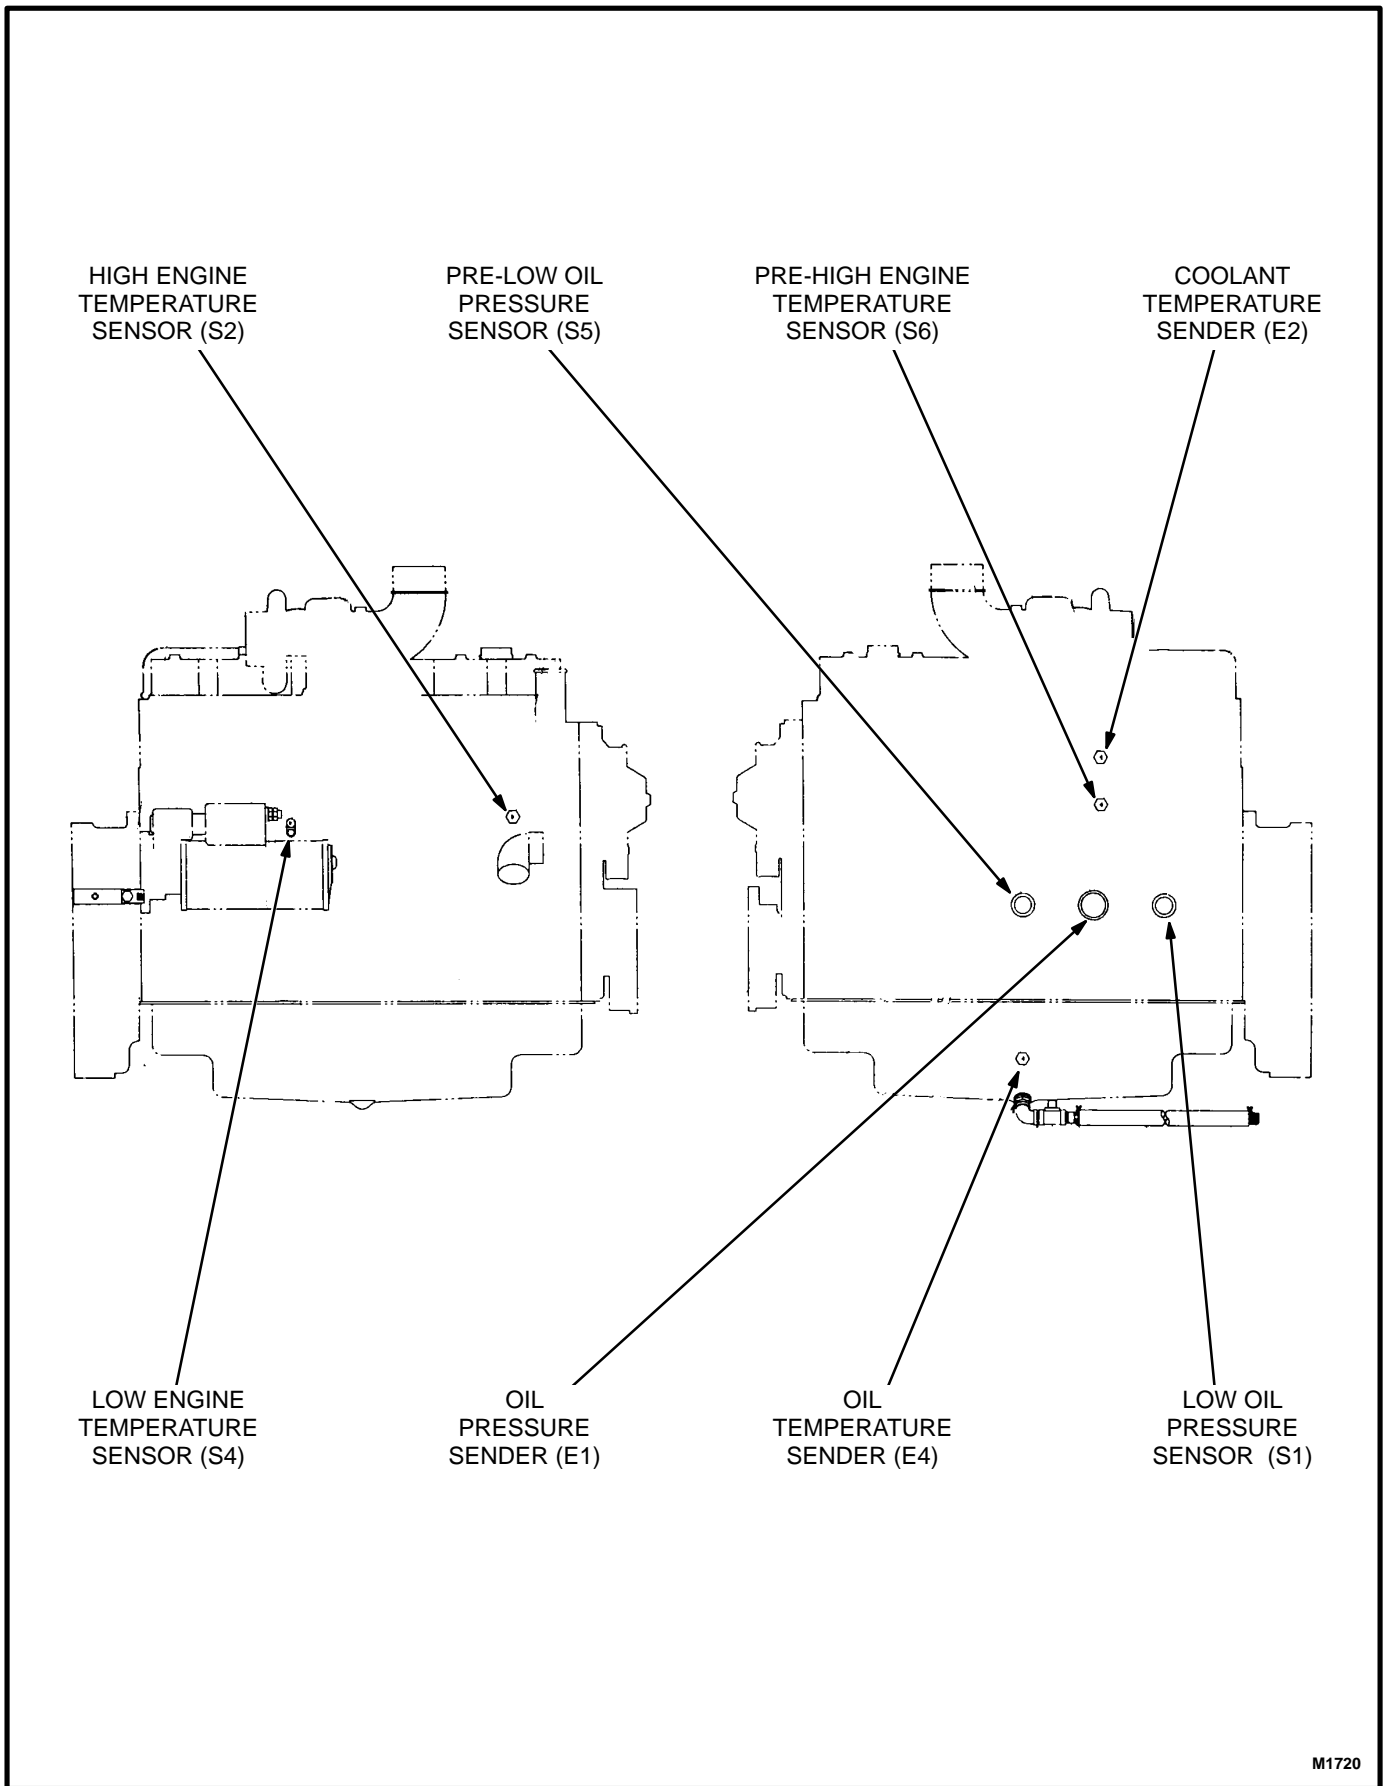 HIGH ENGINE
TEMPERATURE
SENSOR (S2)
PRE-LOW OIL
PRESSURE
SENSOR (S5)
PRE-HIGH ENGINE
TEMPERATURE
SENSOR (S6)
COOLANT
TEMPERATURE
SENDER (E2)
LOW ENGINE
TEMPERATURE
SENSOR (S4)
OIL
PRESSURE
SENDER (E1)
OIL
TEMPERATURE
SENDER (E4)
LOW OIL
PRESSURE
SENSOR (S1)
M1720